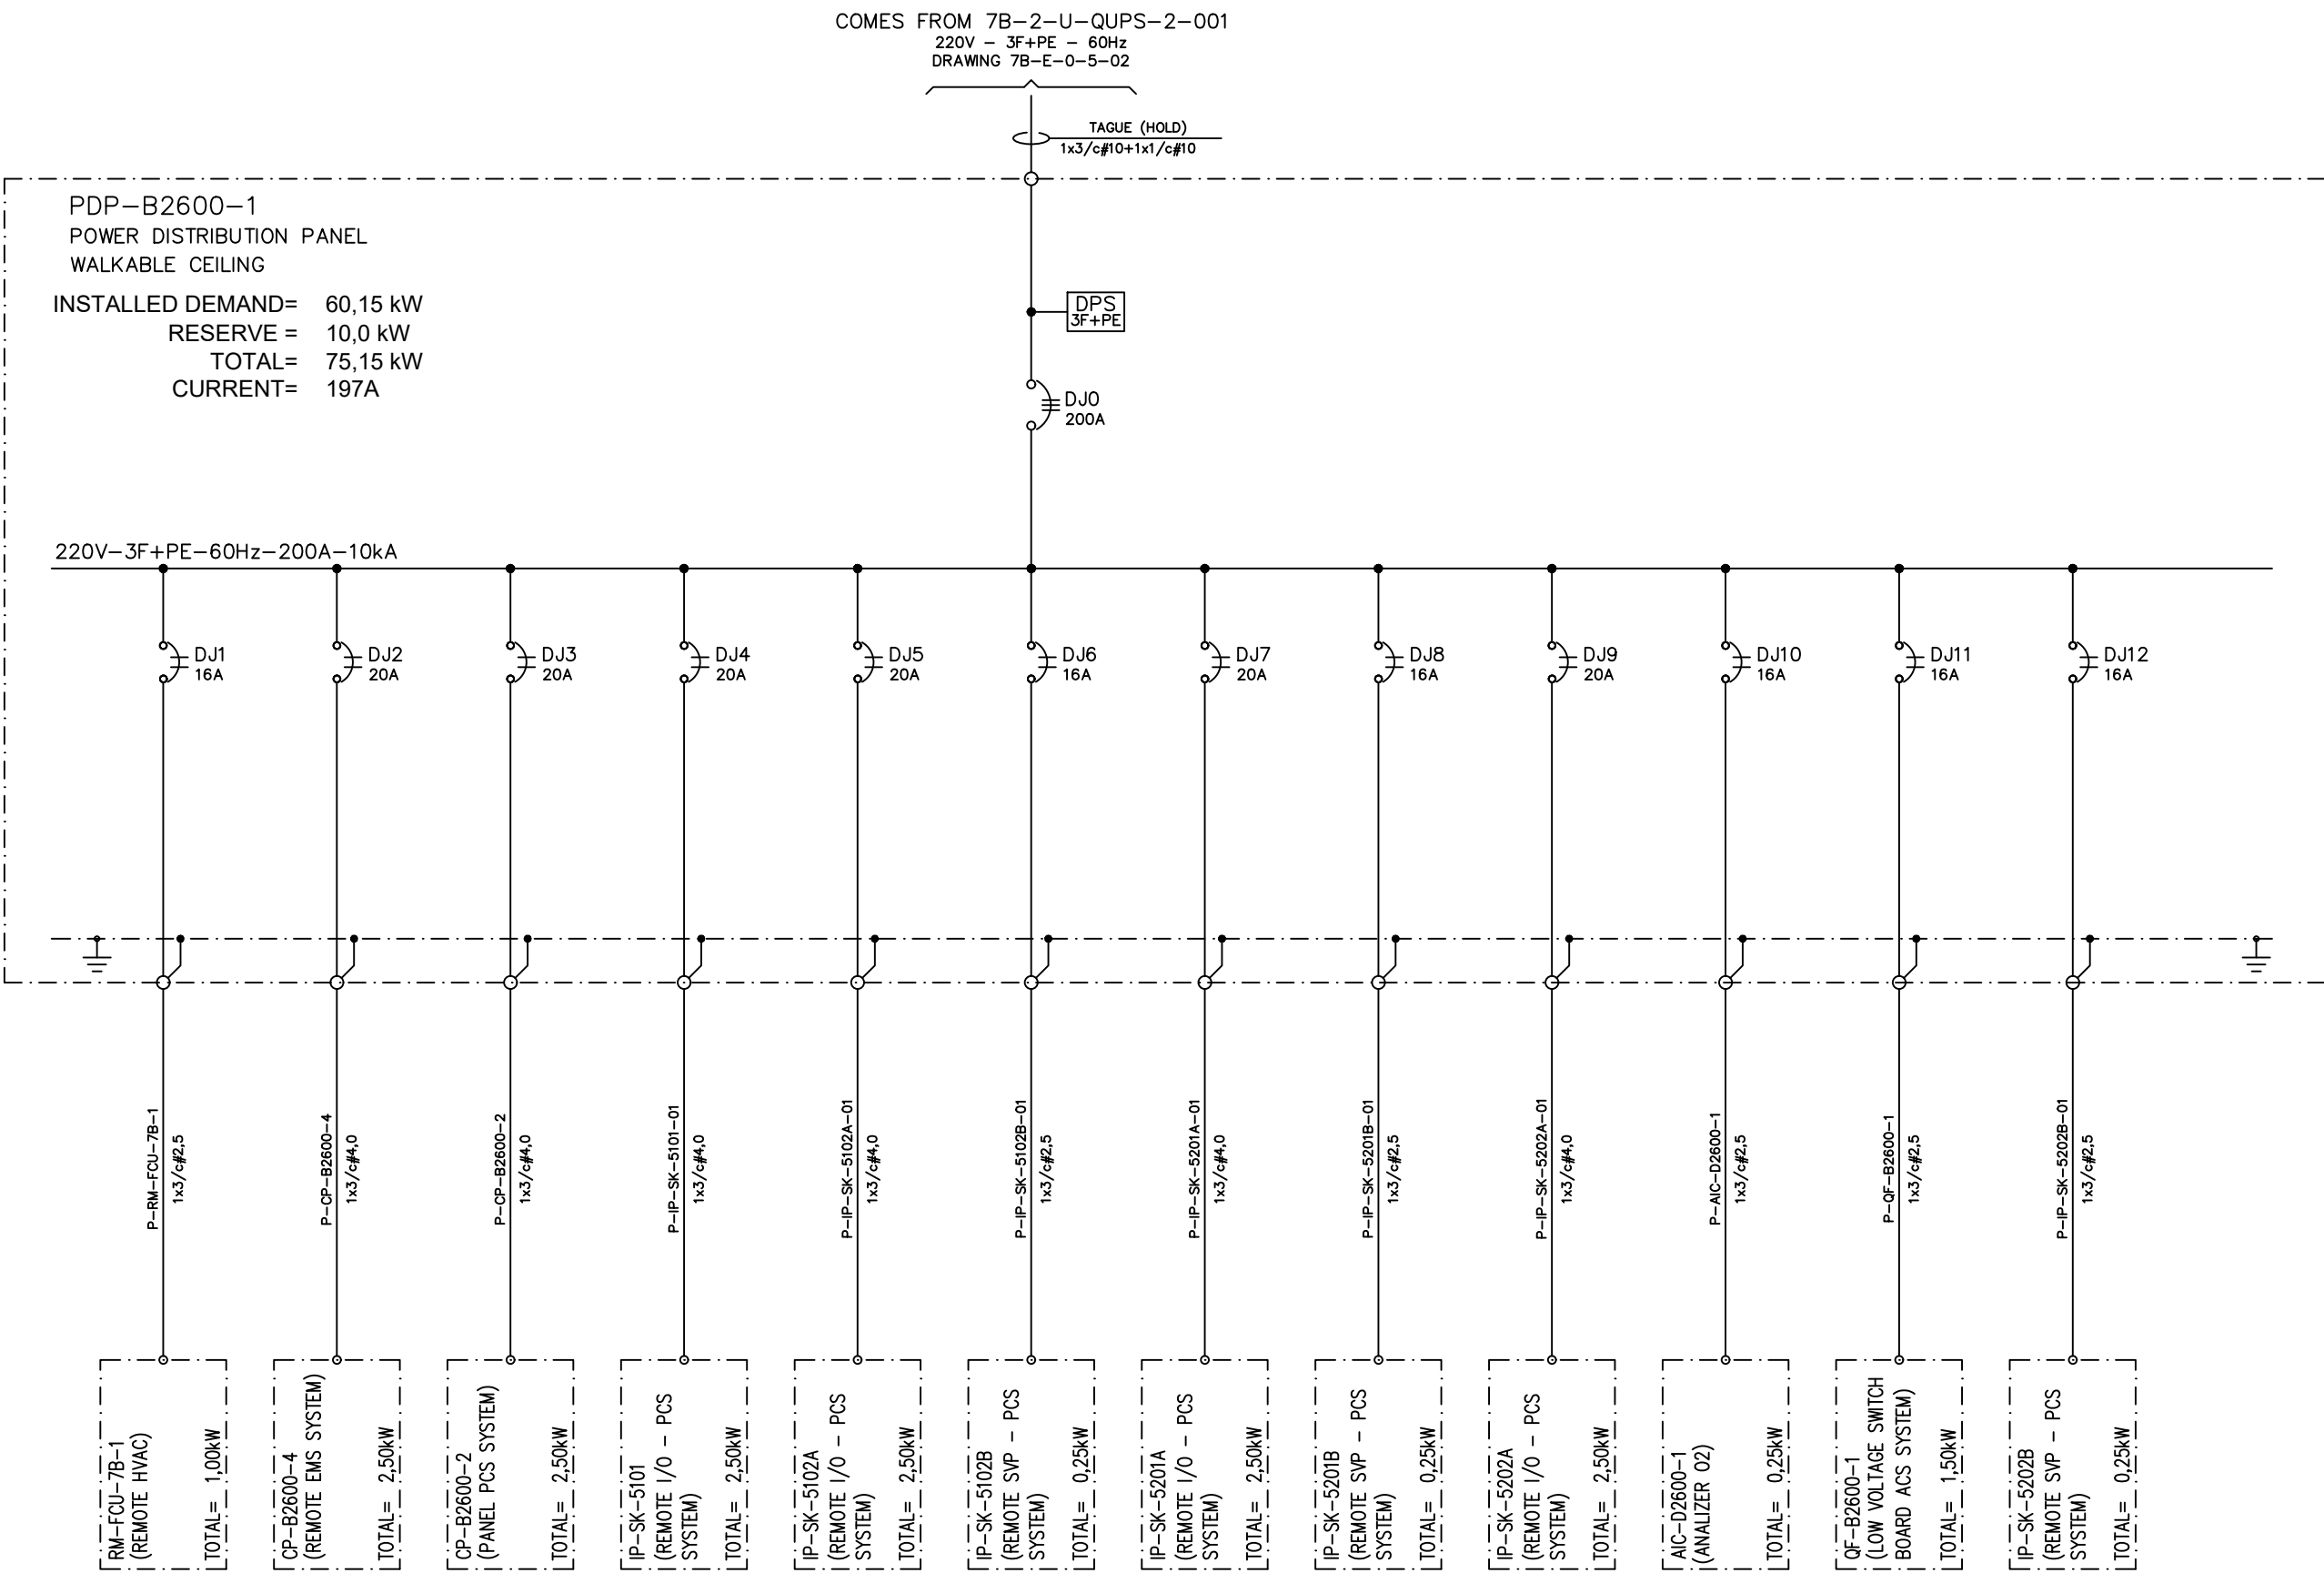 COMES FROM 7B-2-U-QUPS-2-001
220V - 3F+PE - 60Hz
DRAWING 7B-E-0-5-02
TAGUE (HOLD)
1x3/c#10+1x1/c#10
PDP-B2600-1
POWER DISTRIBUTION PANEL
WALKABLE CEILING
INSTALLED DEMAND= 60,15 kW
RESERVE = 10,0 kW
TOTAL= 75,15 kW
CURRENT= 197A
DPS
3F+PE
DJ0
200A
220V-3F+PE-60Hz-200A-10kA
DJ1
16A
DJ2
20A
DJ3
20A
DJ4
20A
DJ5
20A
DJ6
16A
DJ7
20A
DJ8
16A
DJ9
20A
DJ10
16A
DJ11
16A
DJ12
16A
P-RM-FCU-7B-1
1x3/c#2,5
P-CP-B2600-4
1x3/c#4,0
P-CP-B2600-2
1x3/c#4,0
P-IP-SK-5101-01
1x3/c#4,0
P-IP-SK-5102A-01
1x3/c#4,0
P-IP-SK-5102B-01
1x3/c#2,5
P-IP-SK-5201A-01
1x3/c#4,0
P-IP-SK-5201B-01
1x3/c#2,5
P-IP-SK-5202A-01
1x3/c#4,0
P-AIC-D2600-1
1x3/c#2,5
P-QF-B2600-1
1x3/c#2,5
P-IP-SK-5202B-01
1x3/c#2,5
RM-FCU-7B-1
(REMOTE HVAC)
TOTAL= 1,00kW
CP-B2600-4
(REMOTE EMS SYSTEM)
TOTAL= 2,50kW
CP-B2600-2
(PANEL PCS SYSTEM)
TOTAL= 2,50kW
IP-SK-5101
(REMOTE I/O - PCS
SYSTEM)
TOTAL= 2,50kW
IP-SK-5102A
(REMOTE I/O - PCS
SYSTEM)
TOTAL= 2,50kW
IP-SK-5102B
(REMOTE SVP - PCS
SYSTEM)
TOTAL= 0,25kW
IP-SK-5201A
(REMOTE I/O - PCS
SYSTEM)
TOTAL= 2,50kW
IP-SK-5201B
(REMOTE SVP - PCS
SYSTEM)
TOTAL= 0,25kW
IP-SK-5202A
(REMOTE I/O - PCS
SYSTEM)
TOTAL= 2,50kW
AIC-D2600-1
(ANALIZER O2)
TOTAL= 0,25kW
QF-B2600-1
(LOW VOLTAGE SWITCH
BOARD ACS SYSTEM)
TOTAL= 1,50kW
IP-SK-5202B
(REMOTE SVP - PCS
SYSTEM)
TOTAL= 0,25kW